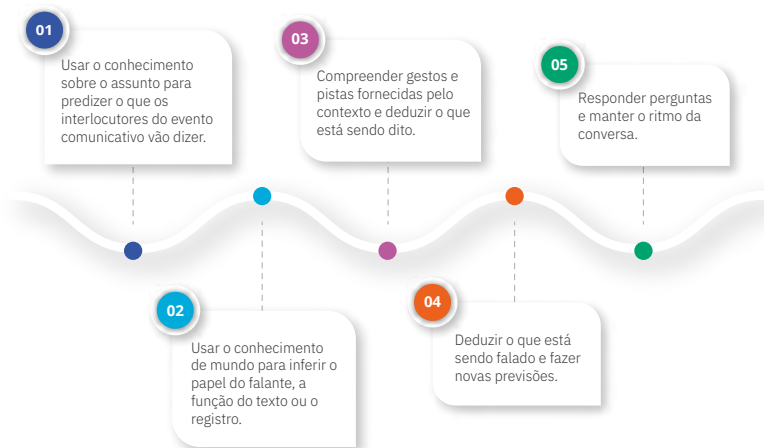 01
Usar o conhecimento
sobre o assunto para
predizer o que os
interlocutores do evento
comunicativo vão dizer.
02
Usar o conhecimento
de mundo para inferir o
papel do falante, a
função do texto ou o
registro.
03
Compreender gestos e
pistas fornecidas pelo
contexto e deduzir o que
está sendo dito.
04
Deduzir o que está
sendo falado e fazer
novas previsões.
05
Responder perguntas
e manter o ritmo da
conversa.